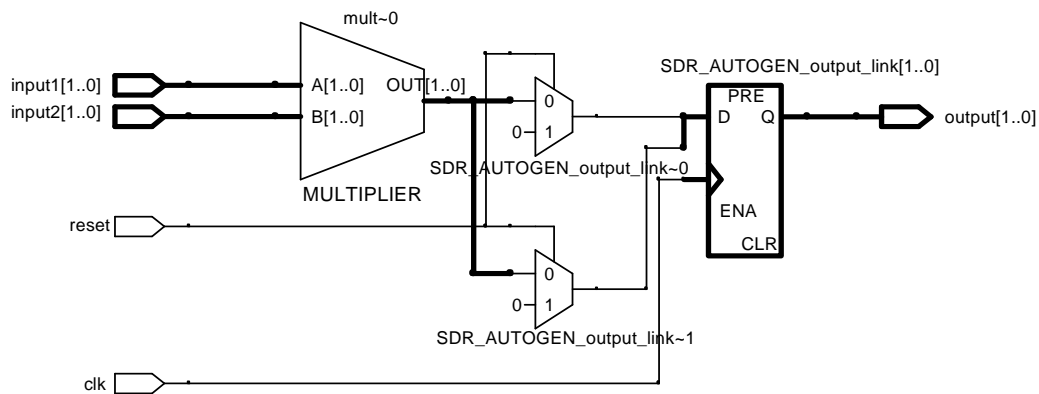 mult~0
SDR_AUTOGEN_output_link[1..0]
input1[1..0]
A[1..0]
OUT[1..0]
0
PRE
input2[1..0]
B[1..0]
0
1
D
Q
output[1..0]
SDR_AUTOGEN_output_link~0
MULTIPLIER
ENA
reset
CLR
0
0
1
SDR_AUTOGEN_output_link~1
clk